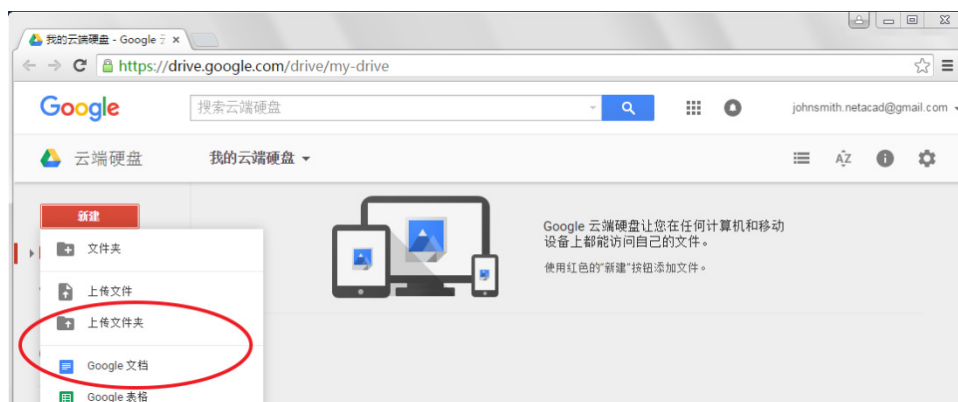 我的云端硬盘 - Google 云
https://drive.google.com/drive/my-drive
Google
搜索云端硬盘
johnsmith.netacad@gmail.com
云端硬盘
我的云端硬盘
AZ
新建
Google 云端硬盘让您在任何计算机和移动
设备上都能访问自己的文件。
使用红色的“新建”按钮添加文件。
文件夹
上传文件
上传文件夹
Google 文档
Google 表格